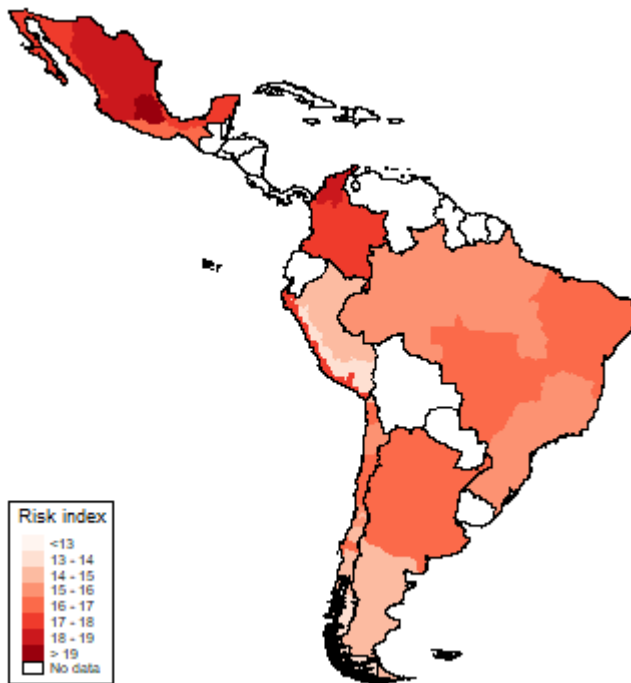 Risk index
<13
13 - 14
14 - 15
15 - 16
16 - 17
17 - 18
18 - 19
> 19
No data